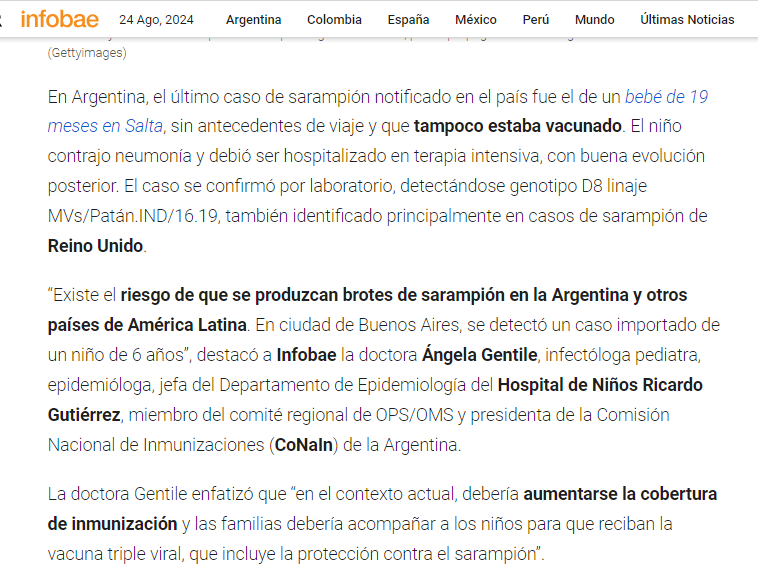 infobae 24 Ago, 2024 Argentina Colombia España México Perú Mundo Últimas Noticias
(Gettyimages)
En Argentina, el último caso de sarampión notificado en el país fue el de un bebé de 19
meses en Salta, sin antecedentes de viaje y que tampoco estaba vacunado. El niño
contrajo neumonía y debió ser hospitalizado en terapia intensiva, con buena evolución
posterior. El caso se confirmó por laboratorio, detectándose genotipo D8 linaje
MVs/Patán.IND/16.19, también identificado principalmente en casos de sarampión de
Reino Unido.
“Existe el riesgo de que se produzcan brotes de sarampión en la Argentina y otros
países de América Latina. En ciudad de Buenos Aires, se detectó un caso importado de
un niño de 6 años”, destacó a Infobae la doctora Ángela Gentile, infectóloga pediatra,
epidemióloga, jefa del Departamento de Epidemiología del Hospital de Niños Ricardo
Gutiérrez, miembro del comité regional de OPS/OMS y presidenta de la Comisión
Nacional de Inmunizaciones (CoNaIn) de la Argentina.
La doctora Gentile enfatizó que “en el contexto actual, debería aumentarse la cobertura
de inmunización y las familias debería acompañar a los niños para que reciban la
vacuna triple viral, que incluye la protección contra el sarampión”.